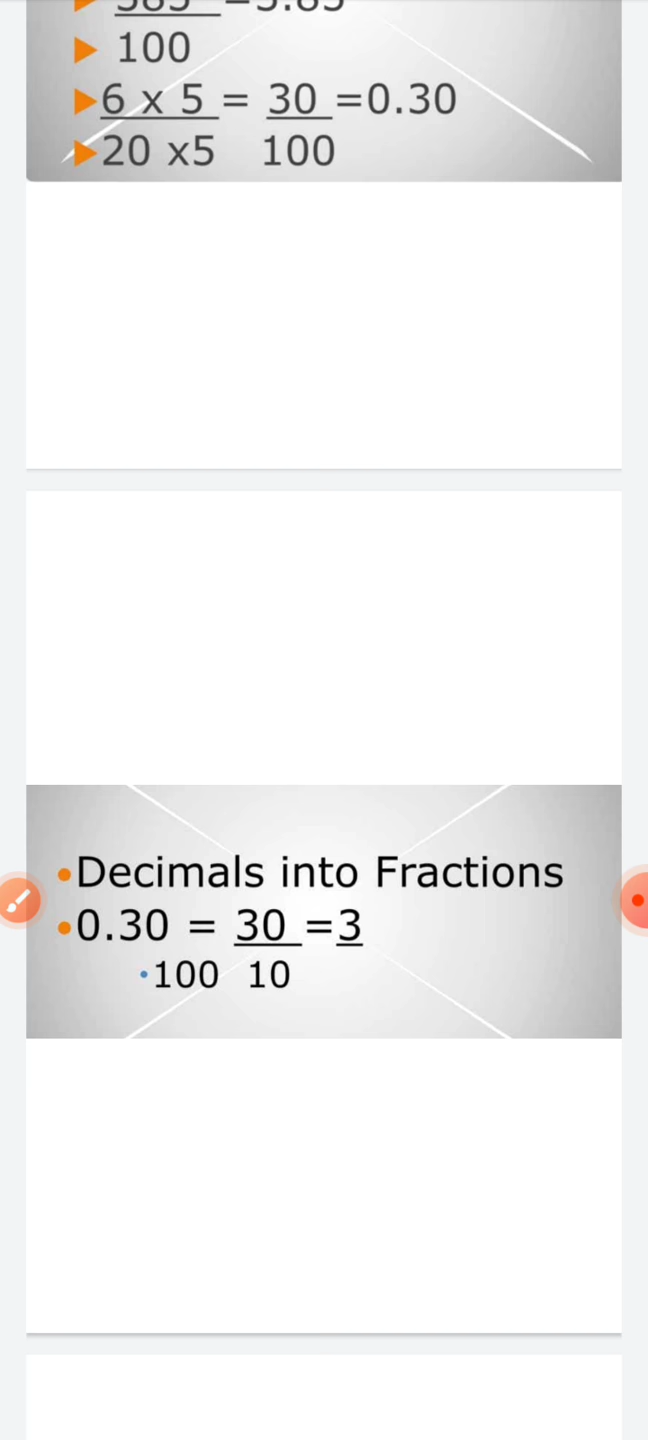 100
6 x 5 = 30 =0.30
20 x5 100
Decimals into Fractions
0.30 = 30 =3
100 10